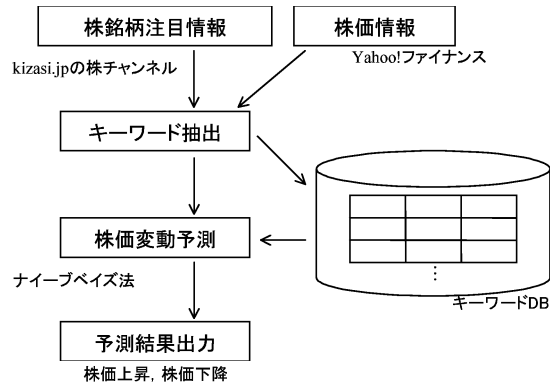 株銘柄注目情報
株価情報
kizasi.jpの株チャンネル
Yahoo!ファイナンス
キーワード抽出
株価変動予測
ナイーブベイズ法
⋮
キーワードDB
予測結果出力
株価上昇, 株価下降